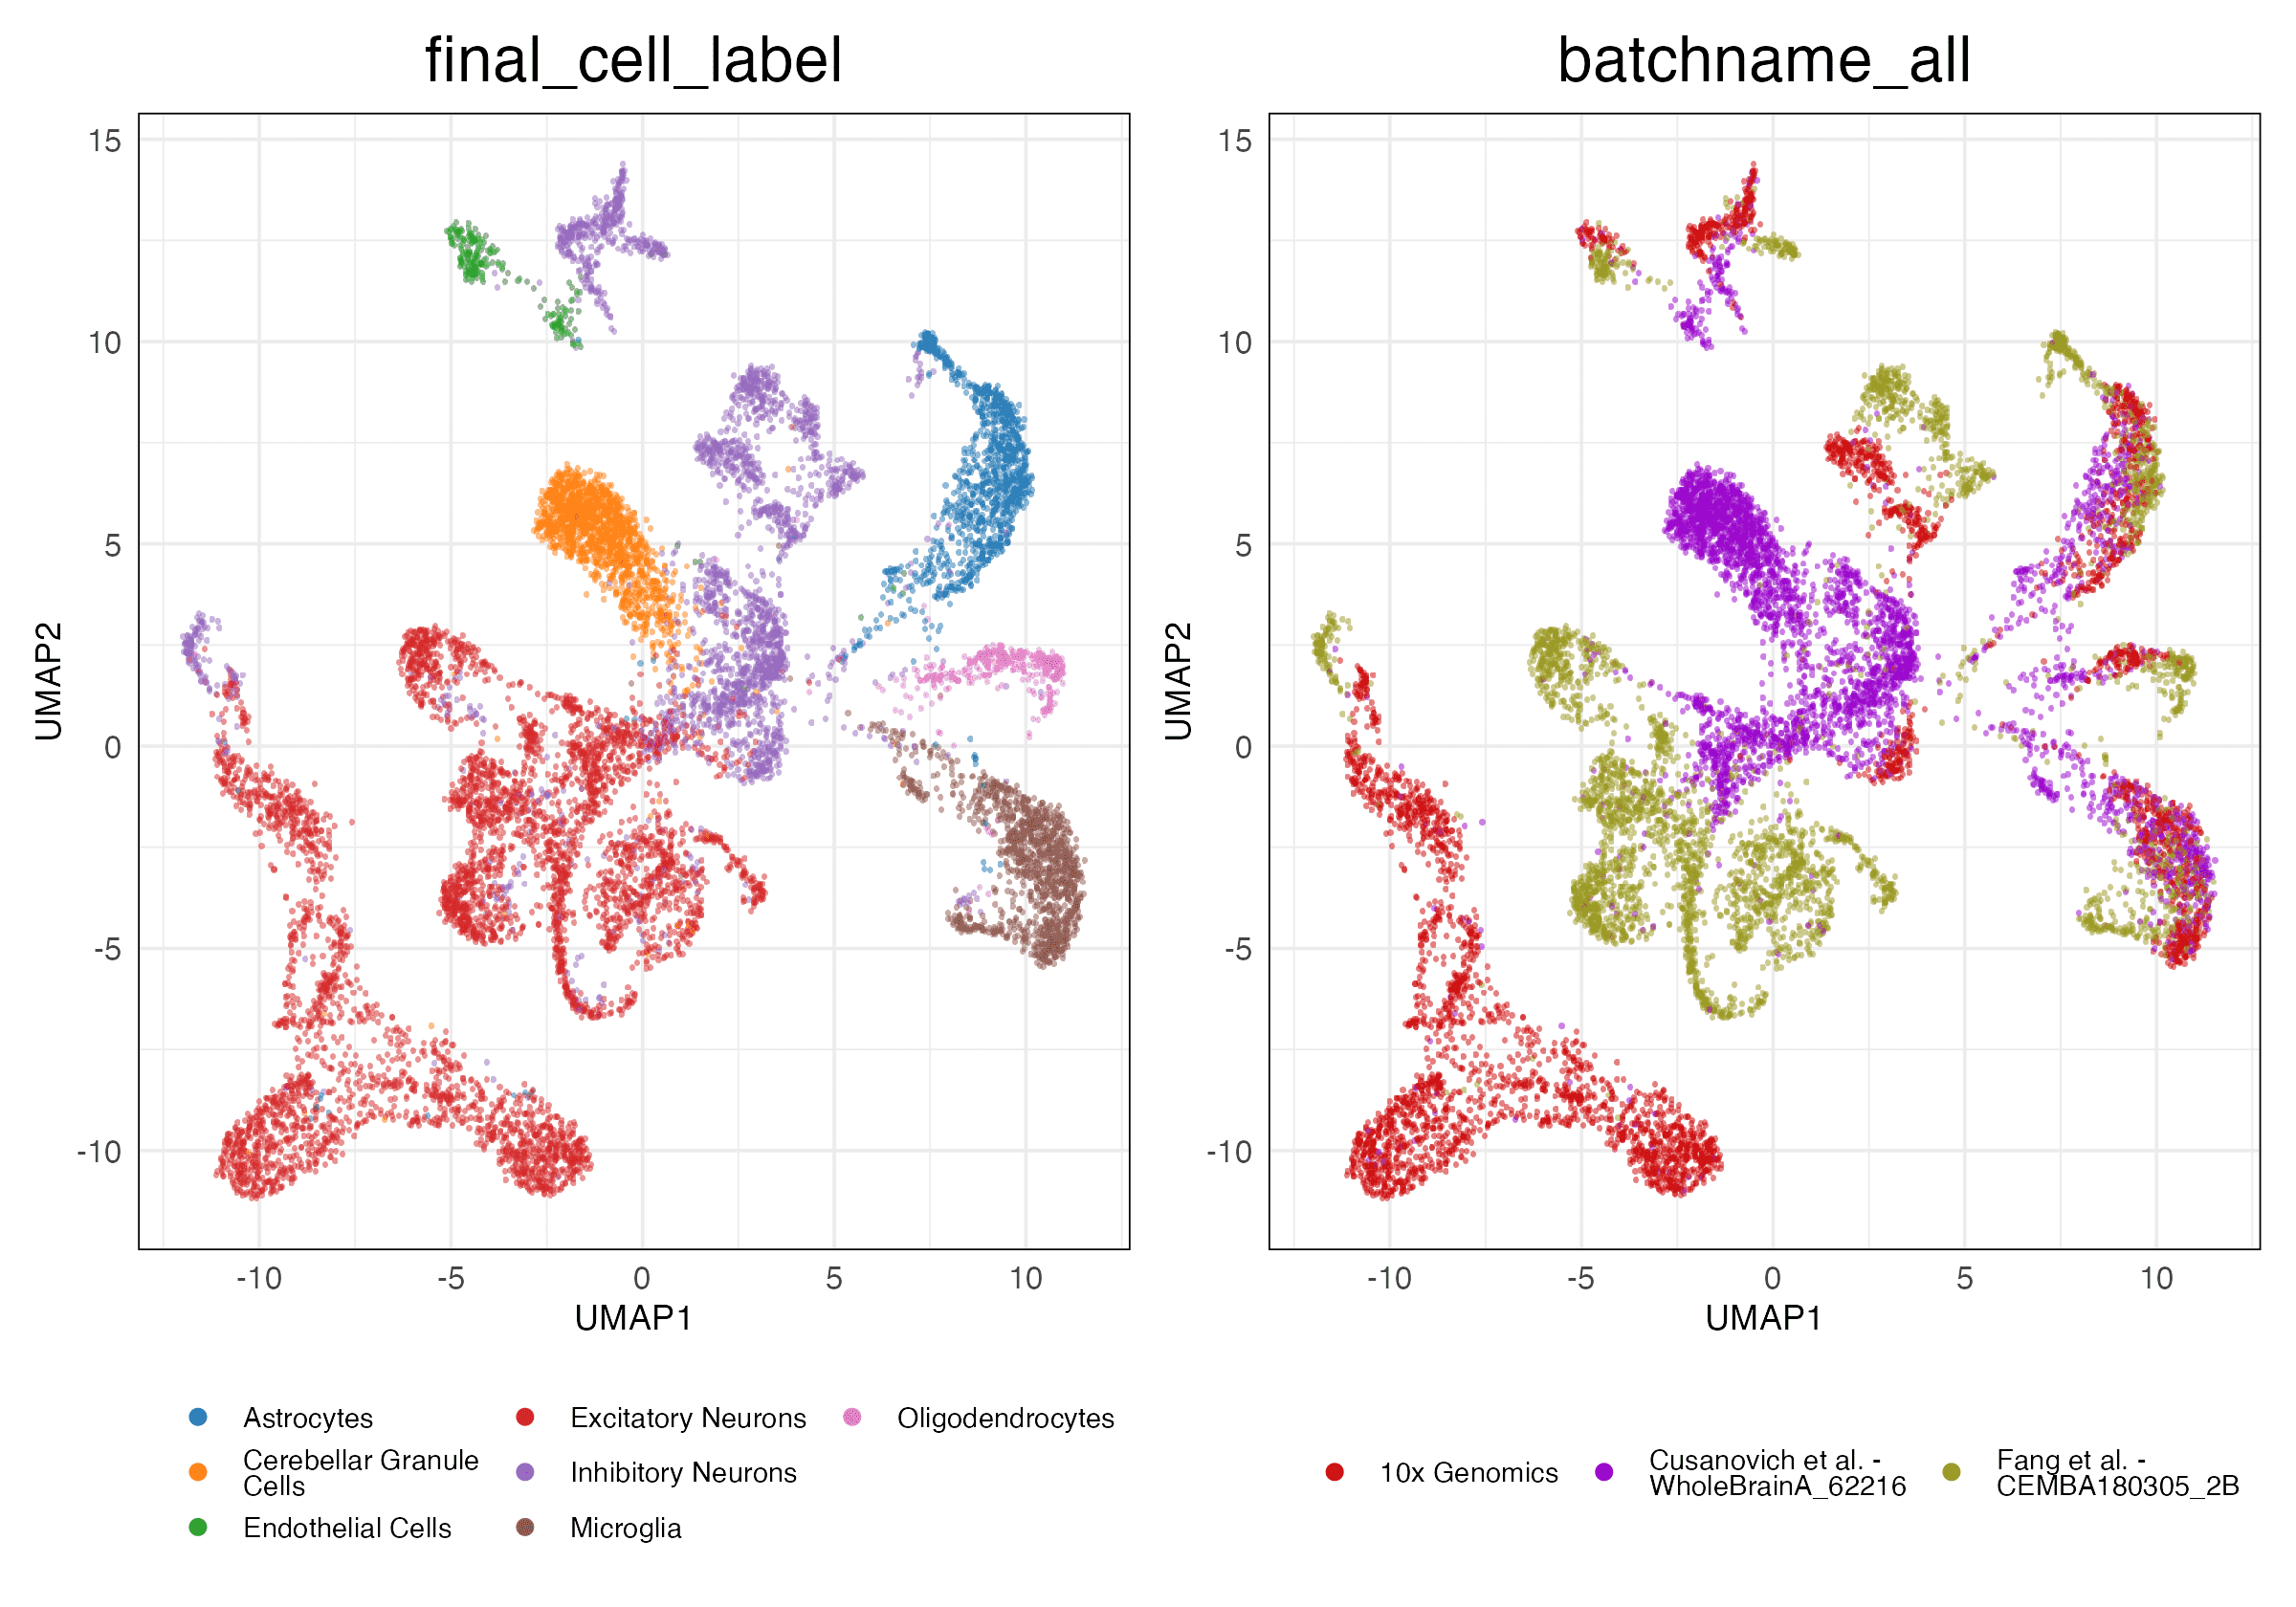 final_cell_label
batchname_all
15
10
5
0
-5
-10
UMAP2
-10 -5 0 5 10
UMAP1
15
10
5
0
-5
-10
UMAP2
-10 -5 0 5 10
UMAP1
Astrocytes
Cerebellar Granule
Cells
Endothelial Cells
Excitatory Neurons
Inhibitory Neurons
Microglia
Oligodendrocytes
10x Genomics
Cusanovich et al. -
WholeBrainA_62216
Fang et al. -
CEMBA180305_2B